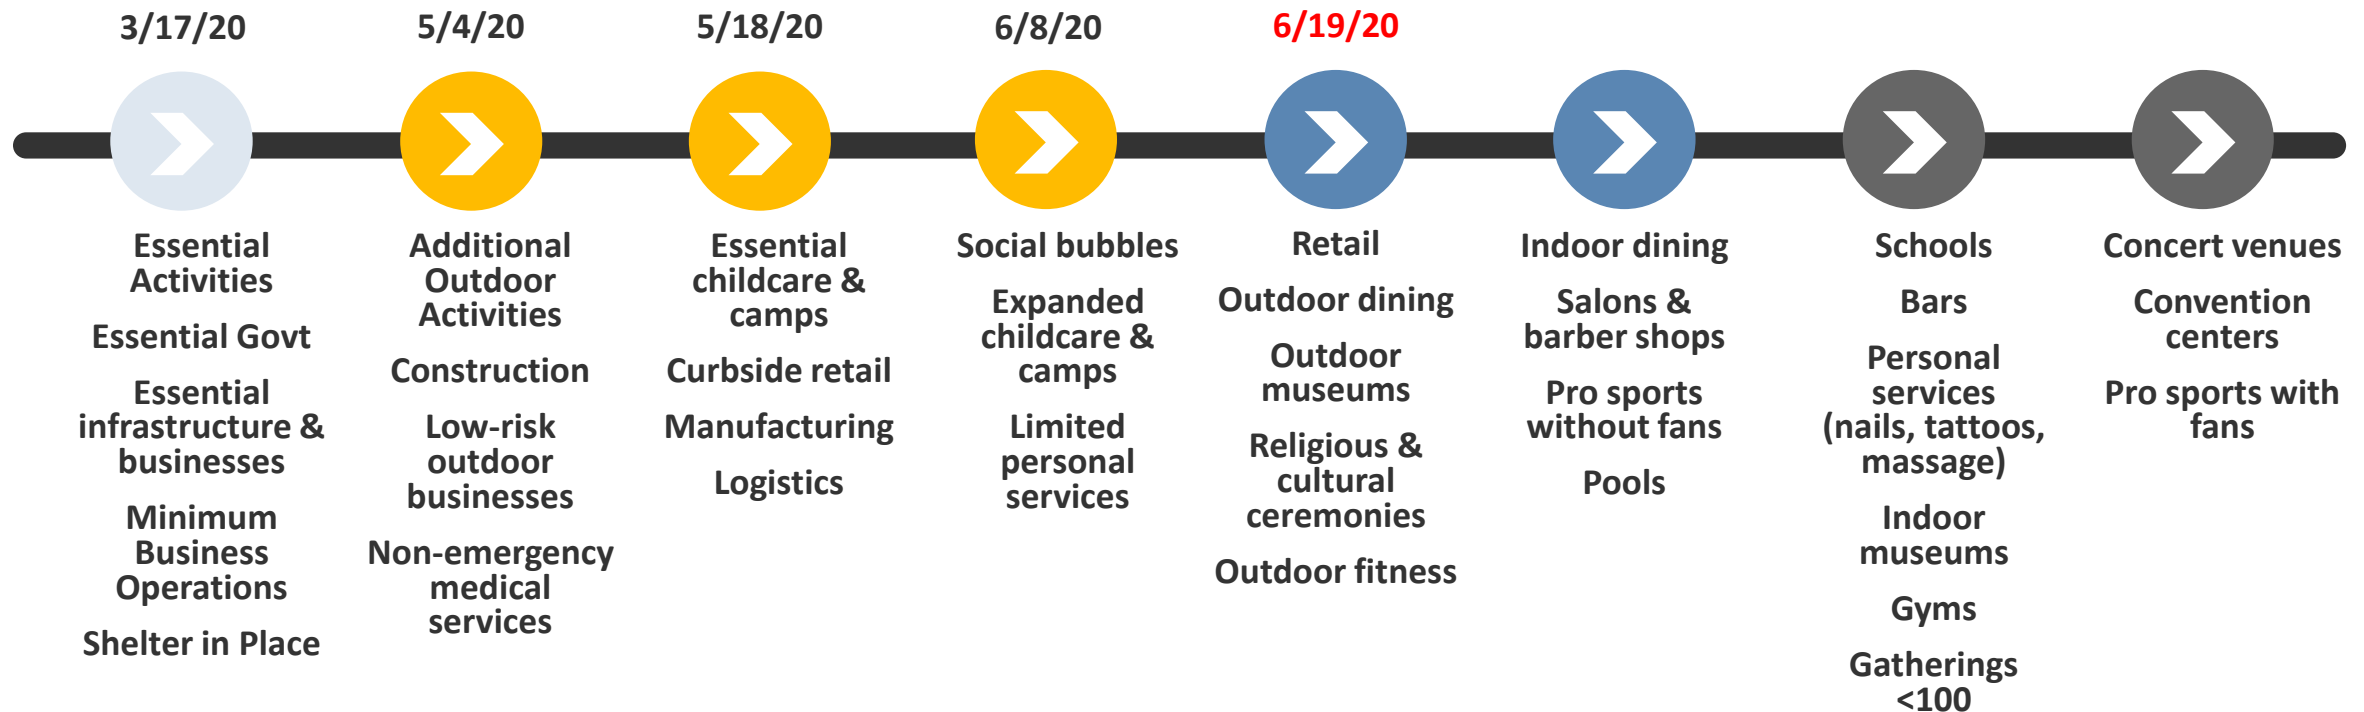 3/17/20
5/4/20
5/18/20
6/8/20
6/19/20
Essential
Activities
Essential Govt
Essential
infrastructure &
businesses
Minimum
Business
Operations
Shelter in Place
Additional
Outdoor
Activities
Construction
Low-risk
outdoor
businesses
Non-emergency
medical
services
Essential
childcare &
camps
Curbside retail
Manufacturing
Logistics
Social bubbles
Expanded
childcare &
camps
Limited
personal
services
Retail
Outdoor dining
Outdoor
museums
Religious &
cultural
ceremonies
Outdoor fitness
Indoor dining
Salons &
barber shops
Pro sports
without fans
Pools
Schools
Bars
Personal
services
(nails, tattoos,
massage)
Indoor
museums
Gyms
Gatherings
<100
Concert venues
Convention
centers
Pro sports with
fans